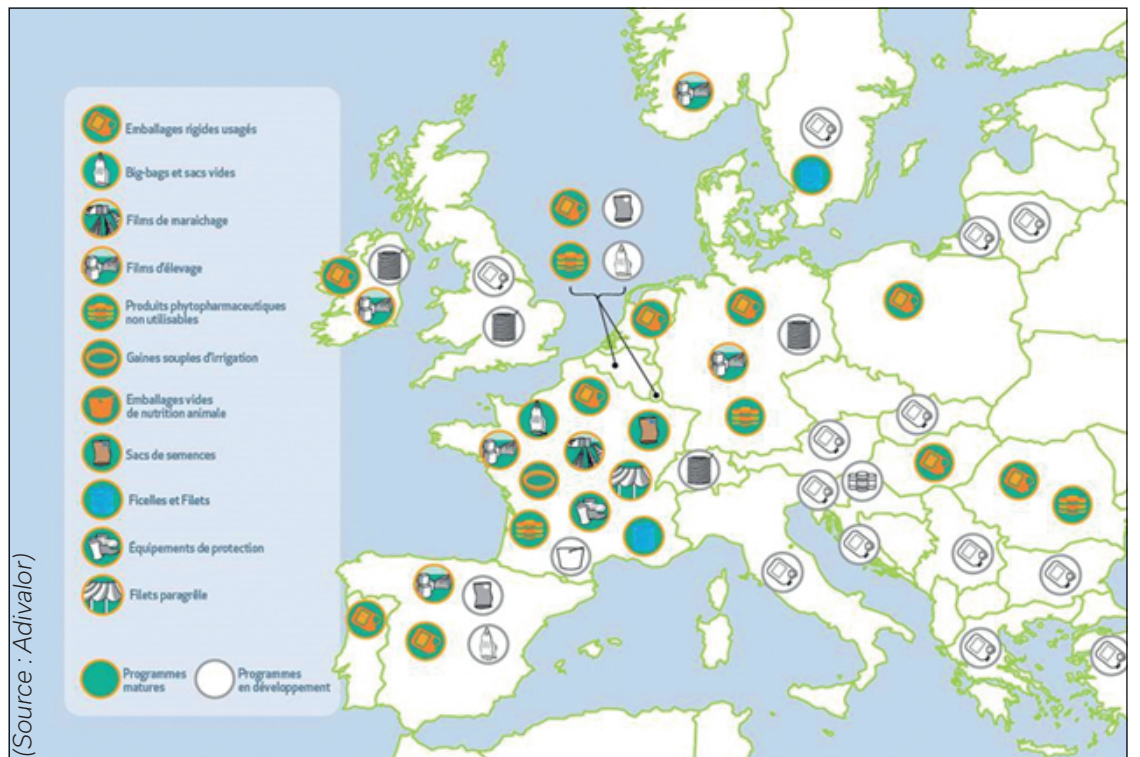 Emballages rigides usagés
Big-bags et sacs vides
Films de maraîchage
Films d'élevage
Produits phytopharmaceutiques
non utilisables
Gaines souples d'irrigation
Emballages vides
de nutrition animale
Sacs de semences
Ficelles et Filets
Équipements de protection
Filets paragrêle
Programmes
matures
Programmes
en développement
(Source : Adivalor)